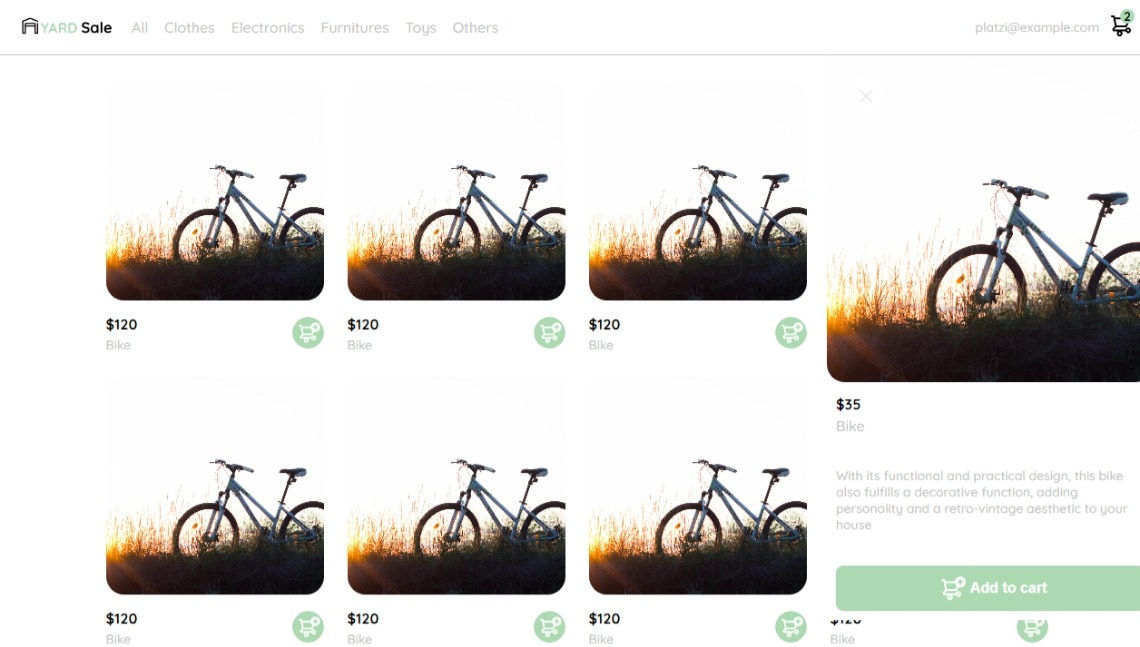 YARD Sale
All Clothes Electronics Furnitures Toys Others
platzi@example.com
2
$120 $120 $120
Bike Bike Bike
$35
Bike
With its functional and practical design, this bike
also fulfills a decorative function, adding
personality and a retro-vintage aesthetic to your
house
Add to cart
$120 $120 $120 $120
Bike Bike Bike Bike